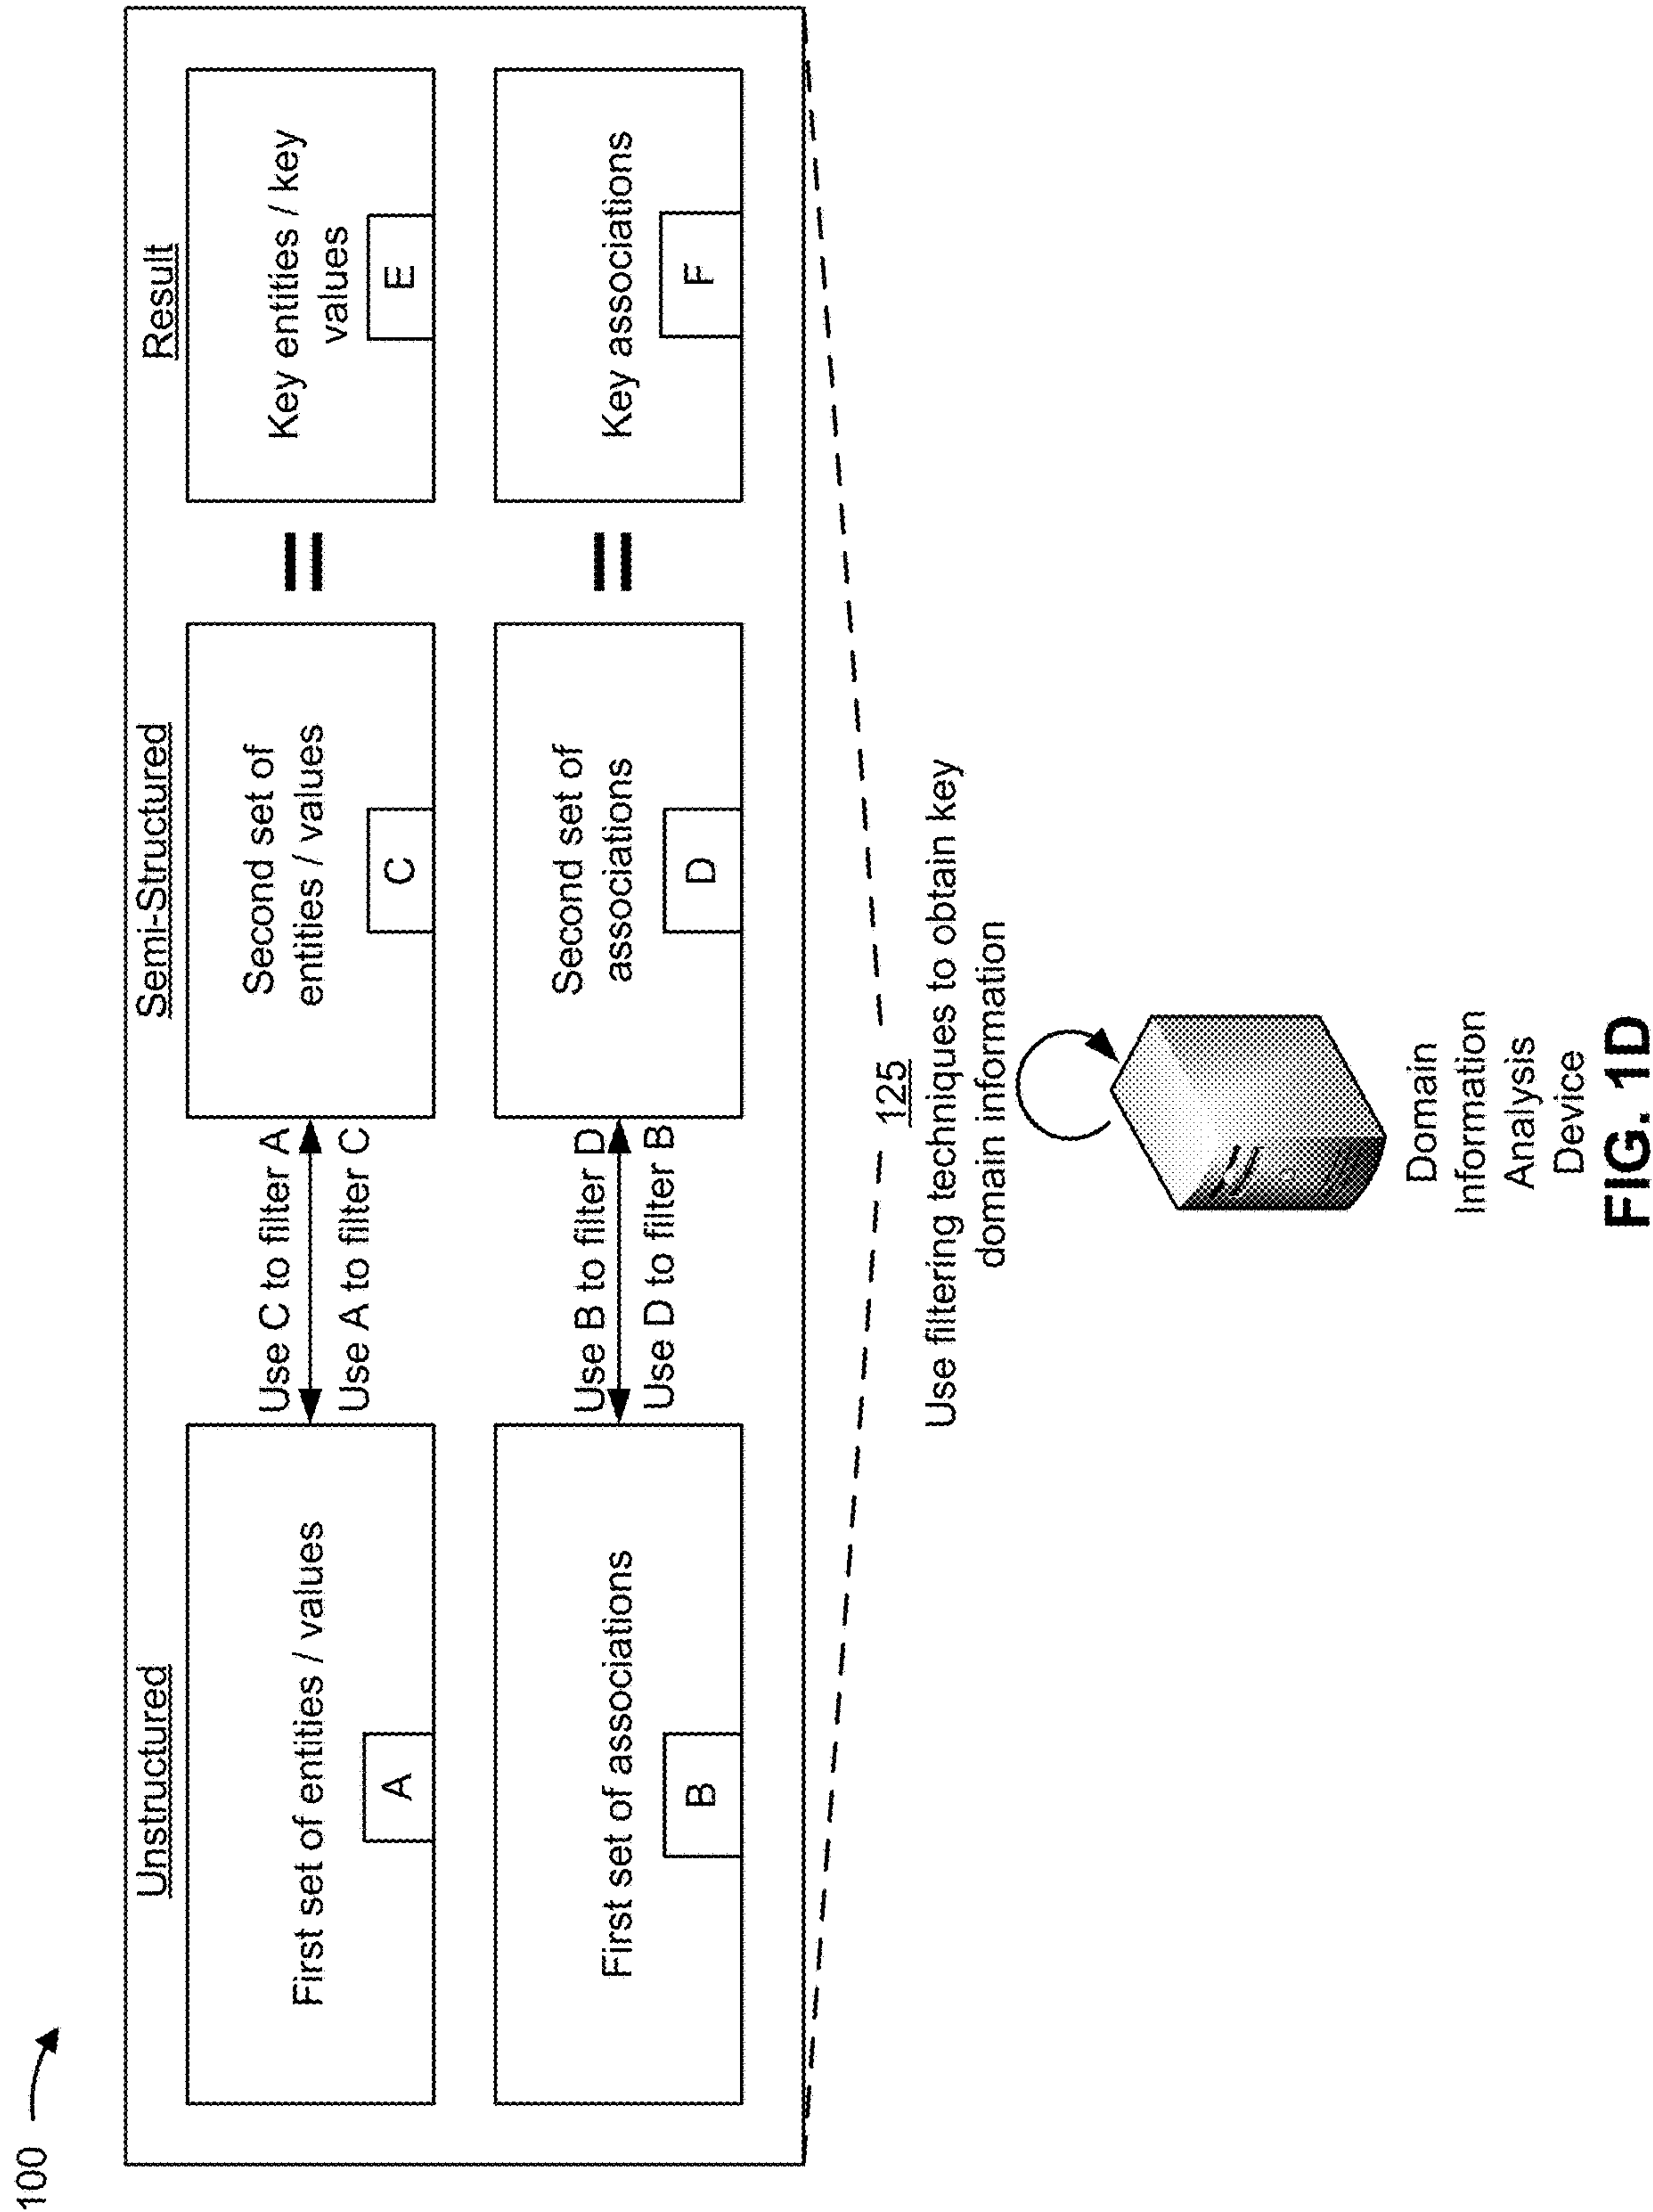 100
Unstructured
Semi-Structured
Result
First set of entities / values
A
Use C to filter A
Use A to filter C
Second set of
entities / values
C
=
Key entities / key
values
E
First set of associations
B
Use B to filter D
Use D to filter B
Second set of
associations
D
=
Key associations
F
125
Use filtering techniques to obtain key
domain information
Domain
Information
Analysis
Device
FIG. 1D